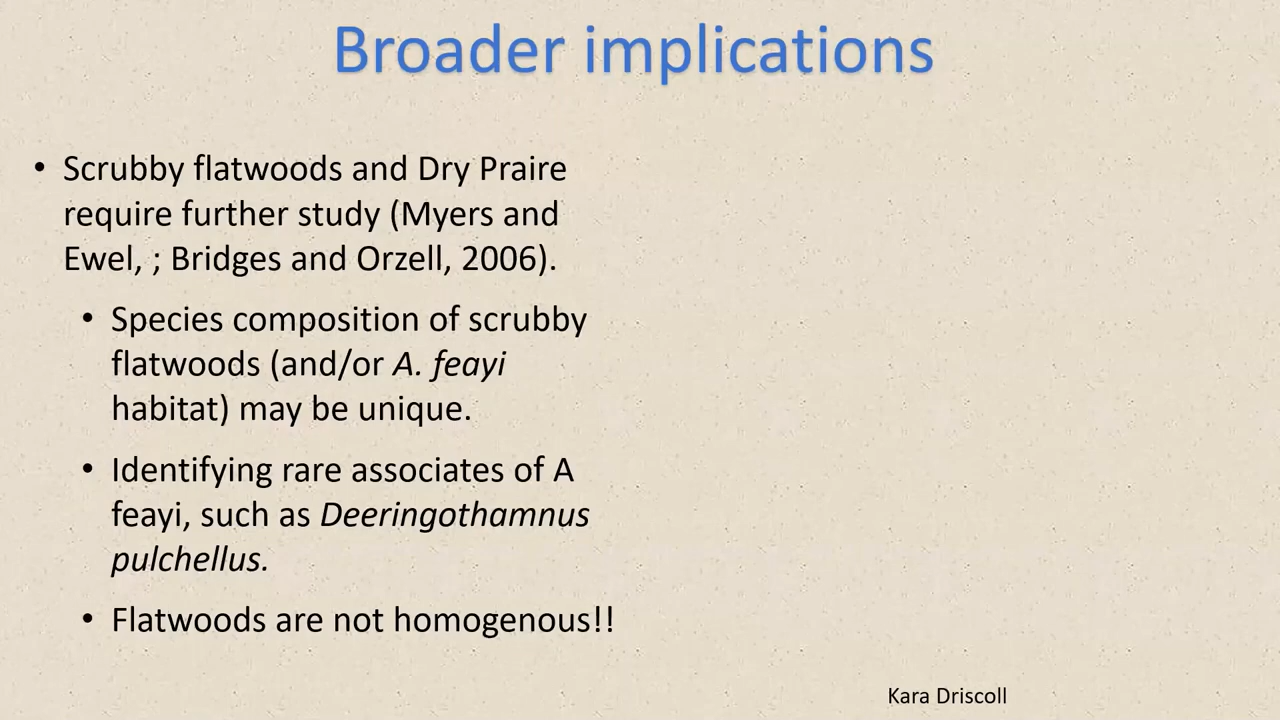 Broader implications
• Scrubby flatwoods and Dry Praire
require further study (Myers and
Ewel, ; Bridges and Orzell, 2006).
• Species composition of scrubby
flatwoods (and/or A. feayi
habitat) may be unique.
• Identifying rare associates of A
feayi, such as Deeringothamnus
pulchellus.
• Flatwoods are not homogenous!!
Kara Driscoll